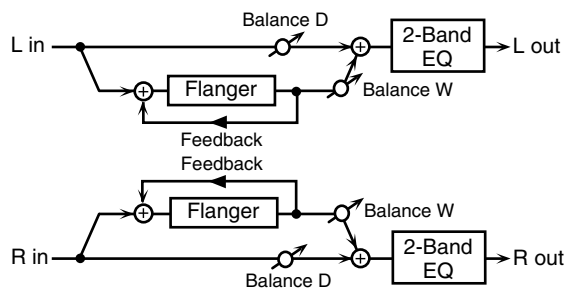 Balance D
L in
2-Band
EQ
L out
Flanger
Balance W
Feedback
Feedback
Flanger
Balance W
R in
2-Band
EQ
R out
Balance D